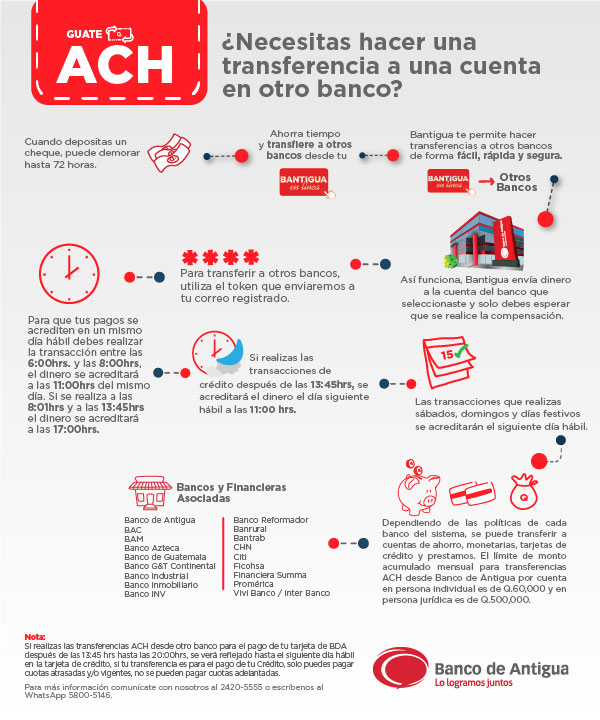 GUATE
ACH
¿Necesitas hacer una
transferencia a una cuenta
en otro banco?
Cuando depositas un
cheque, puede demorar
hasta 72 horas.
Ahorra tiempo
y transfiere a otros
bancos desde tu
BANTIGUA
en línea
Bantigua te permite hacer
transferencias a otros bancos
de forma fácil, rápida y segura.
BANTIGUA
en línea
Otros
Bancos
Así funciona, Bantigua envía dinero
a la cuenta del banco que
seleccionaste y solo debes esperar
que se realice la compensación.
Para transferir a otros bancos,
utiliza el token que enviaremos a
tu correo registrado.
Para que tus pagos se
acrediten en un mismo
día hábil debes realizar
la transacción entre las
6:00hrs. y las 8:00hrs,
el dinero se acreditará
a las 11:00hrs del mismo
día. Si se realiza a las
8:01hrs y a las 13:45hrs
el dinero se acreditará
a las 17:00hrs.
Si realizas las
transacciones de
crédito después de las 13:45hrs, se
acreditará el dinero el día siguiente
hábil a las 11:00 hrs.
15
Las transacciones que realizas
sábados, domingos y días festivos
se acreditarán el siguiente día hábil.
Q
Dependiendo de las políticas de cada
banco del sistema, se puede transferir a
cuentas de ahorro, monetarias, tarjetas de
crédito y prestamos. El límite de monto
acumulado mensual para transferencias
ACH desde Banco de Antigua por cuenta
en persona individual es de Q.60,000 y en
persona jurídica es de Q.500,000.
Bancos y Financieras
Asociadas
Banco de Antigua
BAC
BAM
Banco Azteca
Banco de Guatemala
Banco G&T Continental
Banco Industrial
Banco Inmobiliario
Banco INV
Banco Reformador
Banrural
Bantrab
CHN
Citi
Ficohsa
Financiera Summa
Promérica
Vivi Banco / Inter Banco
Nota:
Si realizas las transferencias ACH desde otro banco para el pago de tu tarjeta de BDA
después de las 13:45 hrs hasta las 20:00hrs, se verá reflejado hasta el siguiente día hábil
en la tarjeta de crédito, si tu transferencia es para el pago de tu Crédito, solo puedes pagar
cuotas atrasadas y/o vigentes, no se pueden pagar cuotas adelantadas.
Para más información comunícate con nosotros al 2420-5555 o escríbenos al
WhatsApp 5800-5146.
Banco de Antigua
Lo logramos juntos